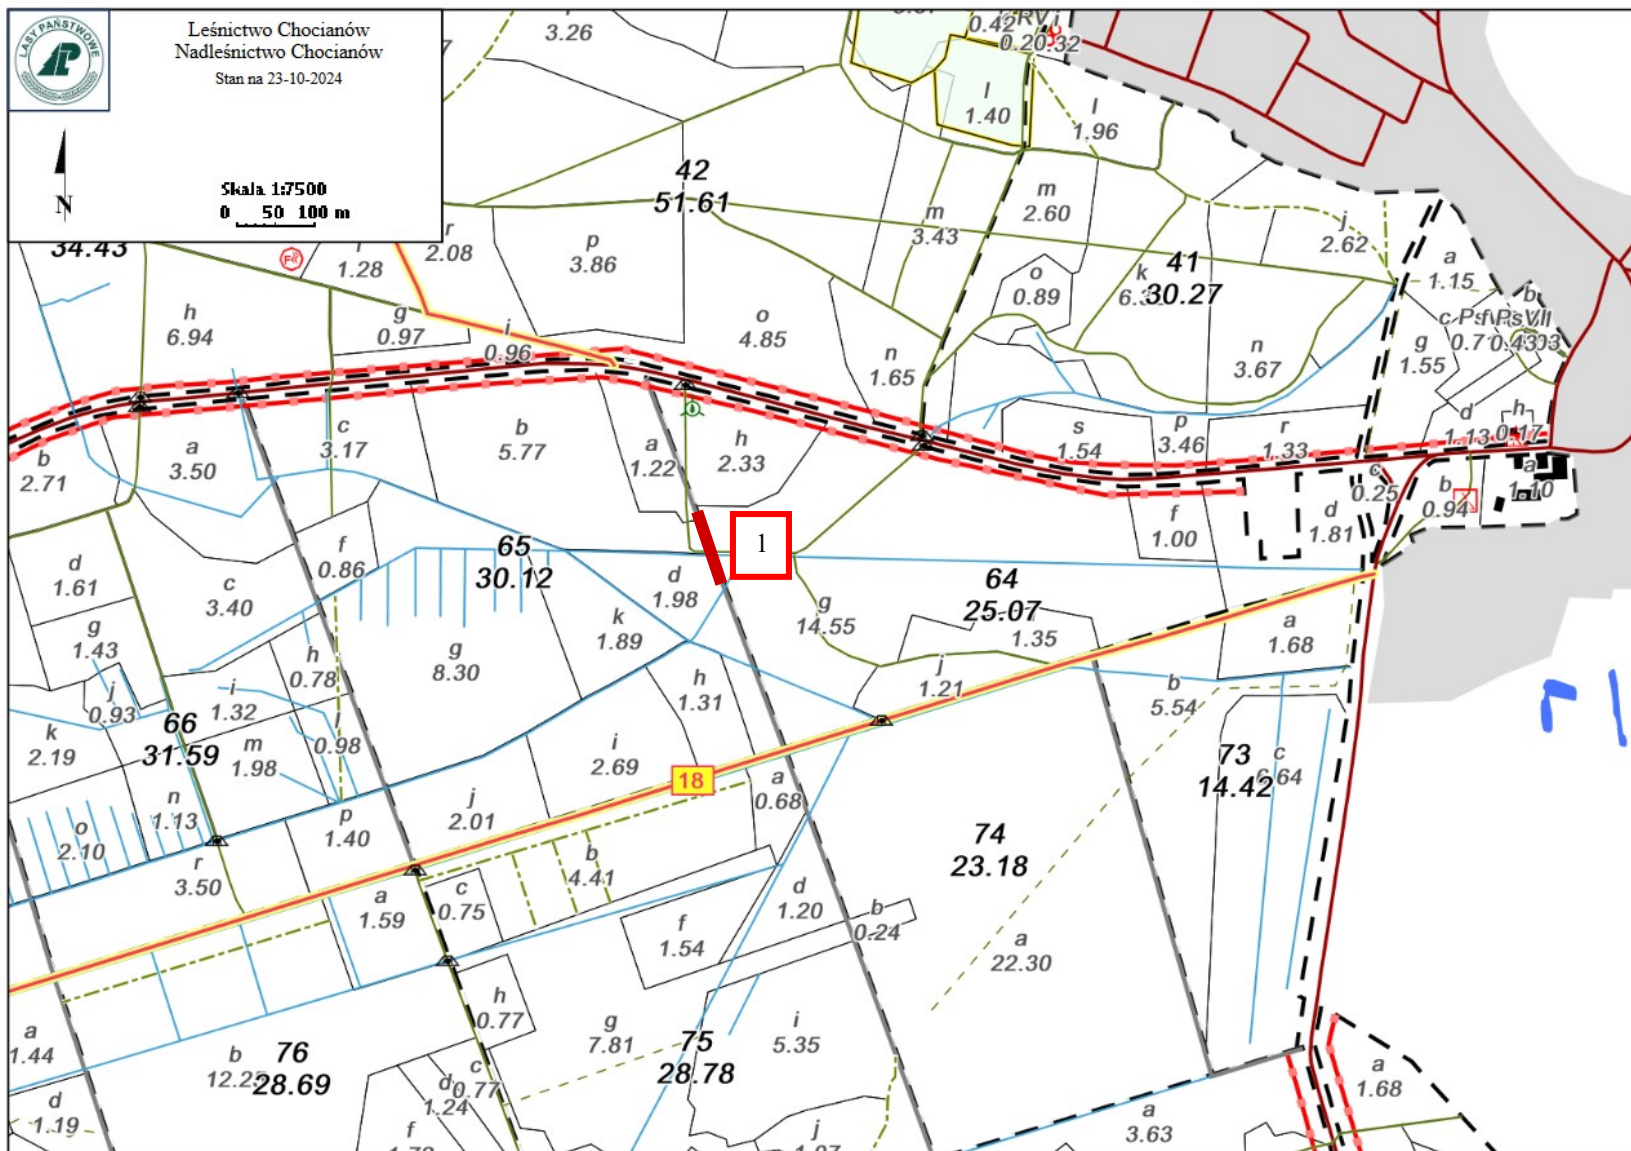 LASY PAŃSTWOWE
Leśnictwo Chocianów
Nadleśnictwo Chocianów
Stan na 23-10-2024
Skala 1:7500
0 50 100 m
N
3.26
0.42
0.32
l
1.40
l
1.96
42
51.61
m
2.60
m
3.43
j
2.62
34.43
r
2.08
1.28
p
3.86
o
0.89
k
41
30.27
a
1.15
h
6.94
g
0.97
i
0.96
o
4.85
n
1.65
n
3.67
g
1.55
b
c
b
2.71
a
3.50
c
3.17
b
5.77
a
1.22
h
2.33
s
1.54
p
3.46
r
1.33
d
1.13
h
0.17
c
0.25
b
0.94
a
1.10
d
1.61
f
0.86
65
30.12
1
f
1.00
d
1.81
c
3.40
d
1.98
64
25.07
g
1.43
h
0.78
g
8.30
k
1.89
g
14.55
1.35
a
1.68
j
0.93
i
1.32
h
1.31
j
1.21
b
5.54
k
2.19
66
31.59
m
1.98
l
0.98
i
2.69
18
a
0.68
73
14.42
c
n
1.13
o
2.10
p
1.40
j
2.01
74
23.18
r
3.50
a
1.59
c
0.75
b
4.41
d
1.20
b
0.24
f
1.54
a
22.30
h
0.77
g
7.81
75
28.78
i
5.35
a
1.44
b
12.25
76
28.69
d
1.24
c
0.77
a
1.68
d
1.19
f
j
a
3.63